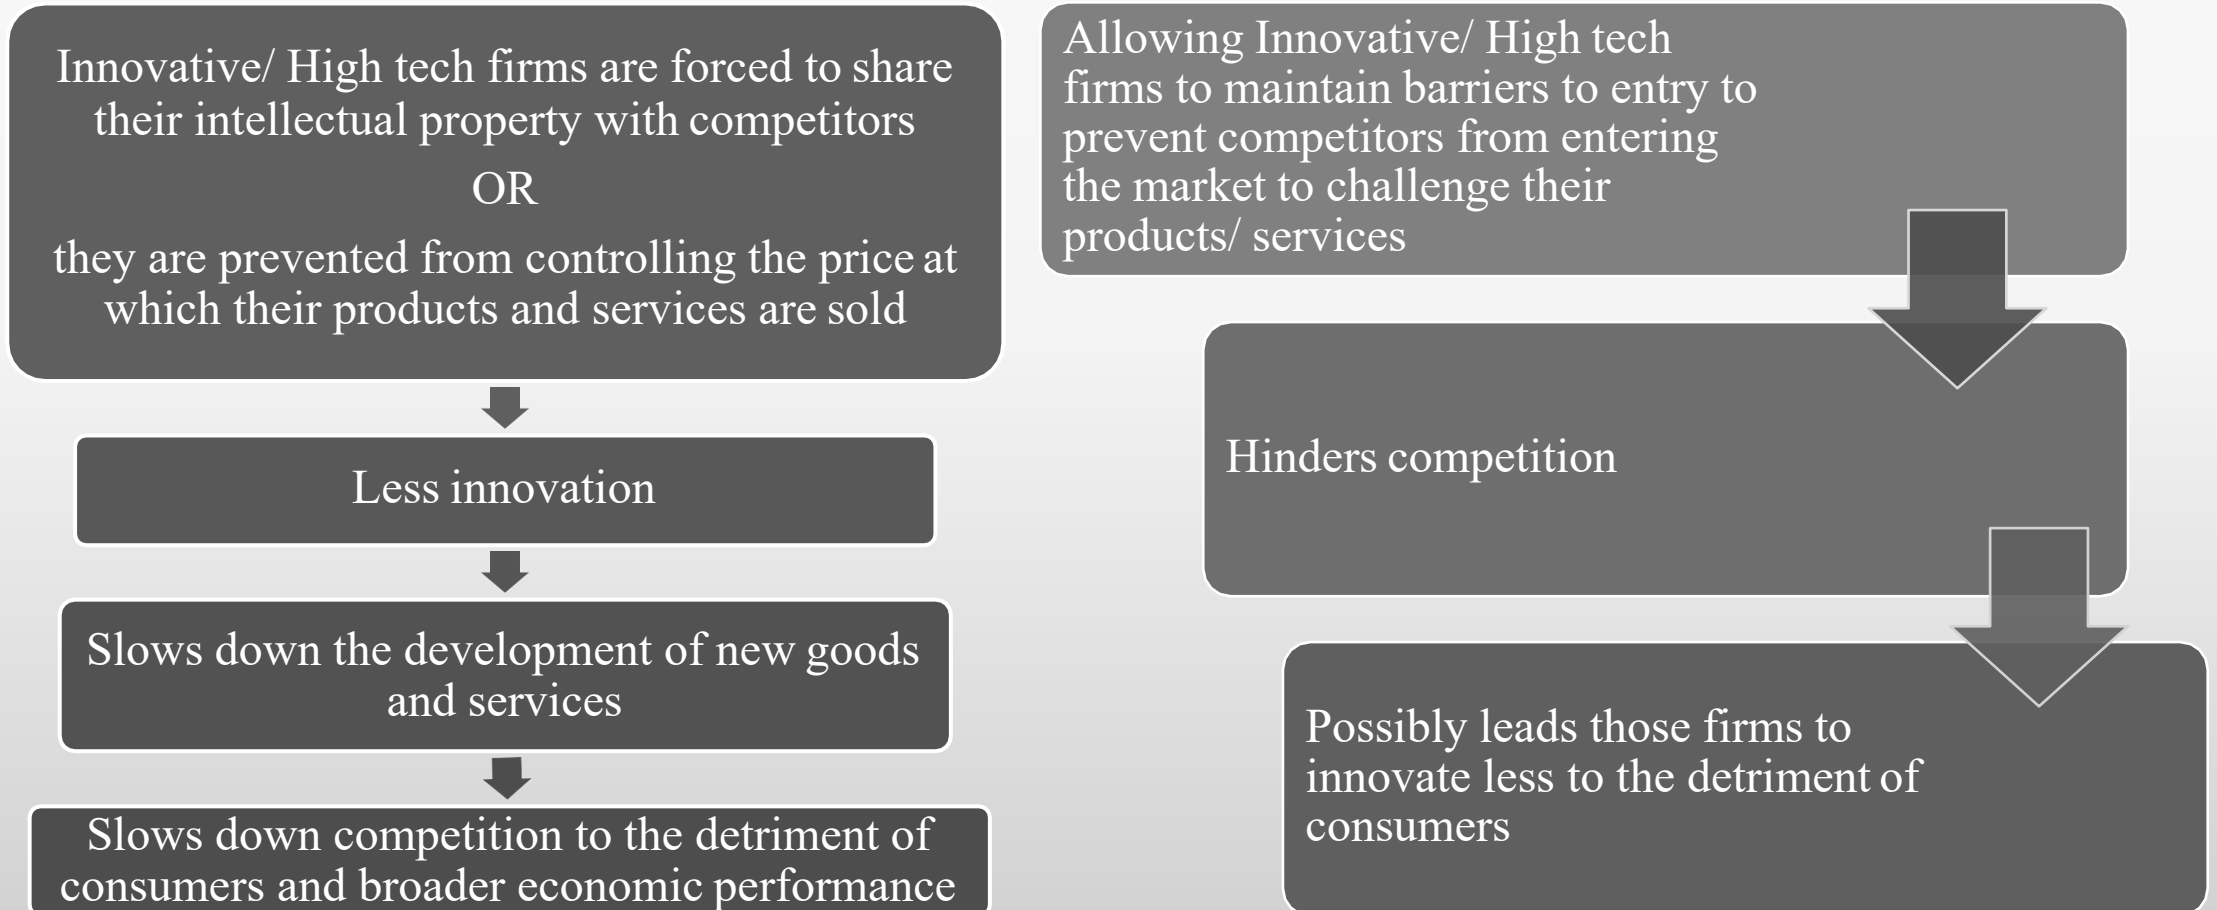 Innovative/ High tech firms are forced to share
their intellectual property with competitors
OR
they are prevented from controlling the price at
which their products and services are sold
Less innovation
Slows down the development of new goods
and services
Slows down competition to the detriment of
consumers and broader economic performance
Allowing Innovative/ High tech
firms to maintain barriers to entry to
prevent competitors from entering
the market to challenge their
products/ services
Hinders competition
Possibly leads those firms to
innovate less to the detriment of
consumers